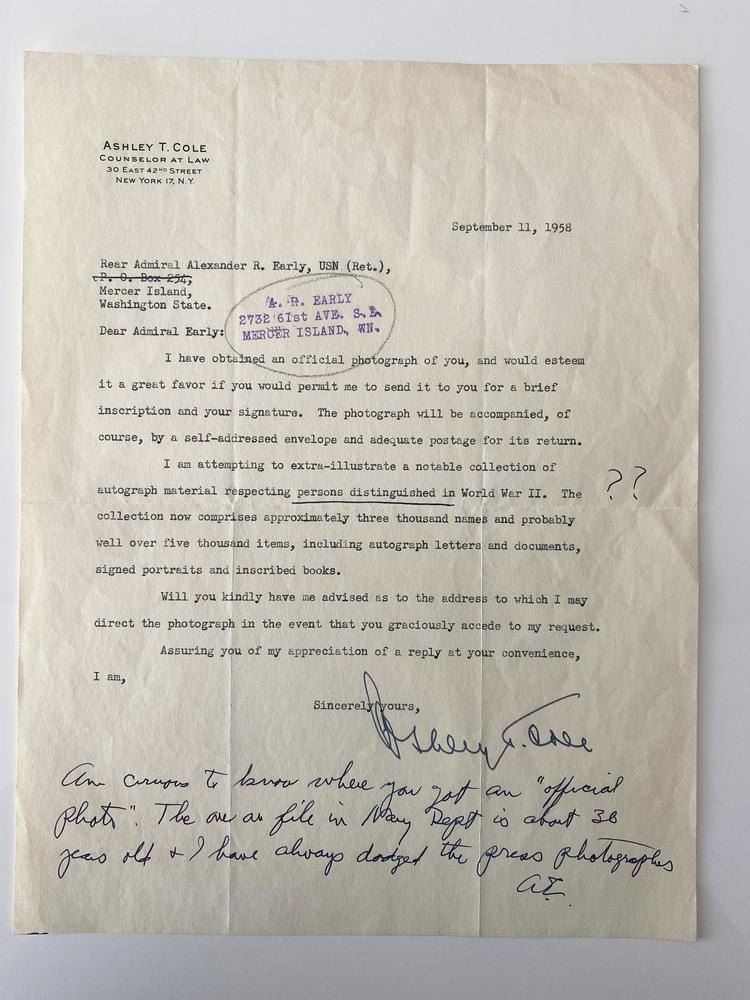 ASHLEY T. COLE
COUNSELOR AT LAW
30 EAST 42ND STREET
NEW YORK 17, N.Y.
September 11, 1958
Rear Admiral Alexander R. Early, USN (Ret.),
P. O. Box 254,
Mercer Island,
Washington State.
A. R. EARLY
2732 61st AVE. S.E.
MERCER ISLAND, WN.
Dear Admiral Early:
I have obtained an official photograph of you, and would esteem
it a great favor if you would permit me to send it to you for a brief
inscription and your signature. The photograph will be accompanied, of
course, by a self-addressed envelope and adequate postage for its return.
I am attempting to extra-illustrate a notable collection of
autograph material respecting persons distinguished in World War II. The
??
collection now comprises approximately three thousand names and probably
well over five thousand items, including autograph letters and documents,
signed portraits and inscribed books.
Will you kindly have me advised as to the address to which I may
direct the photograph in the event that you graciously accede to my request.
Assuring you of my appreciation of a reply at your convenience,
I am,
Sincerely yours,
Ashley T. Cole
Am curious to know where you got an "official
photo". The one on file in Navy Dept is about 38
years old & I have always dodged the press photographers
AE.